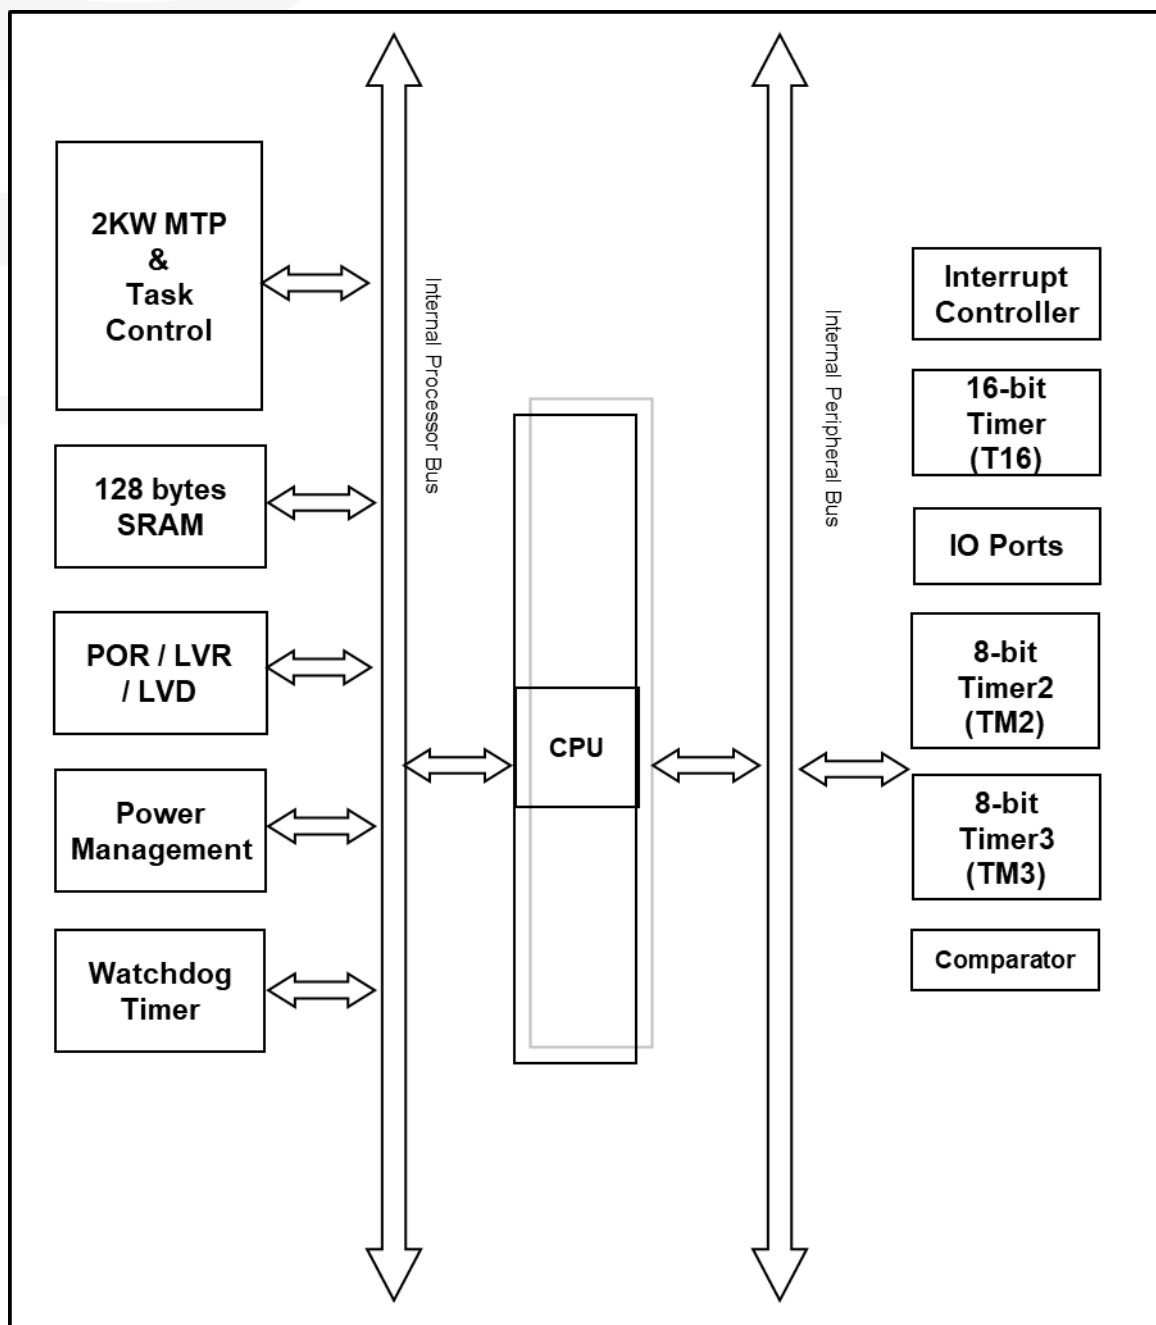 2KW MTP
&
Task
Control
128 bytes
SRAM
POR / LVR
/ LVD
Power
Management
Watchdog
Timer
Internal Processor Bus
CPU
Internal Peripheral Bus
Interrupt
Controller
16-bit
Timer
(T16)
IO Ports
8-bit
Timer2
(TM2)
8-bit
Timer3
(TM3)
Comparator